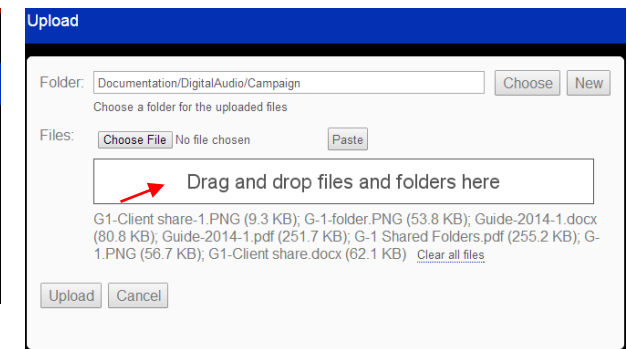 Upload
Folder: Documentation/DigitalAudio/Campaign Choose New
Choose a folder for the uploaded files
Files: Choose File No file chosen Paste
Drag and drop files and folders here
G1-Client share-1.PNG (9.3 KB); G-1-folder.PNG (53.8 KB); Guide-2014-1.docx
(80.8 KB); Guide-2014-1.pdf (251.7 KB); G-1 Shared Folders.pdf (255.2 KB); G-
1.PNG (56.7 KB); G1-Client share.docx (62.1 KB) Clear all files
Upload Cancel